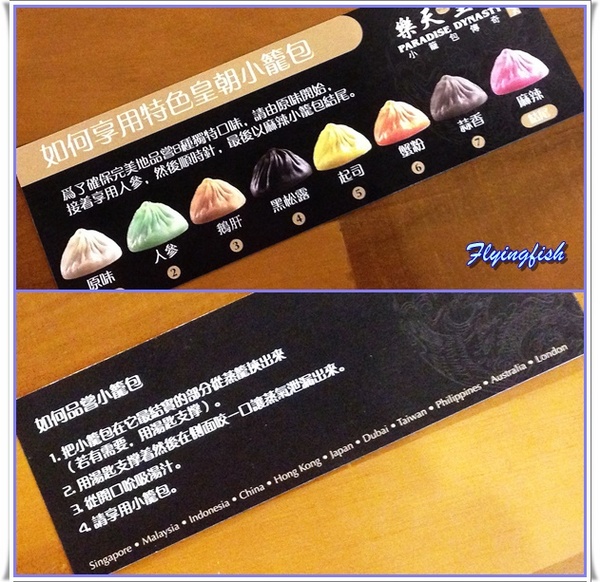 樂天皇朝
PARADISE DYNASTY
小籠包傳奇
如何享用特色皇朝小籠包
為了確保完美地品嘗8種獨特口味，請由原味開始，
接着享用人參，然後順時針，最後以麻辣小籠包結尾。
原味
人參
2
鵝肝
3
黑松露
4
起司
5
蟹粉
6
蒜香
7
麻辣
Flyingfish
如何品嘗小籠包
1. 把小籠包在它最結實的部分從蒸籠挾出來
（若有需要，用湯匙支撐）。
2. 用湯匙支撐着然後在側面咬一口讓蒸氣泄漏出來。
3. 從開口吮吸湯汁。
4. 請享用小籠包。
Singapore • Malaysia • Indonesia • China • Hong Kong • Japan • Dubai • Taiwan • Philippines • Australia • London